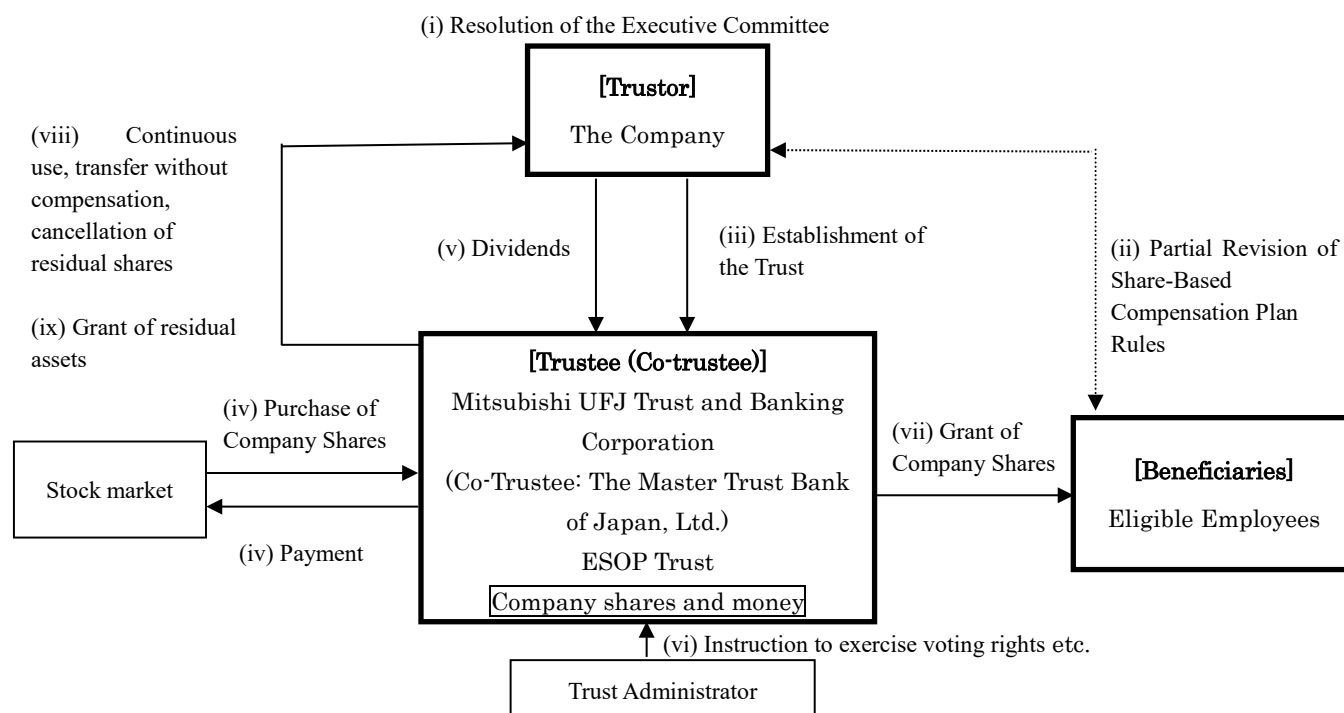 (i) Resolution of the Executive Committee
[Trustor]
The Company
(viii) Continuous
use, transfer without
compensation,
cancellation of
residual shares
(v) Dividends
(iii) Establishment of
the Trust
(ii) Partial Revision of
Share-Based
Compensation Plan
Rules
(ix) Grant of residual
assets
[Trustee (Co-trustee)]
Mitsubishi UFJ Trust and Banking
Corporation
(Co-Trustee: The Master Trust Bank
of Japan, Ltd.)
ESOP Trust
Company shares and money
(iv) Purchase of
Company Shares
Stock market
(iv) Payment
(vii) Grant of
Company Shares
[Beneficiaries]
Eligible Employees
(vi) Instruction to exercise voting rights etc.
Trust Administrator